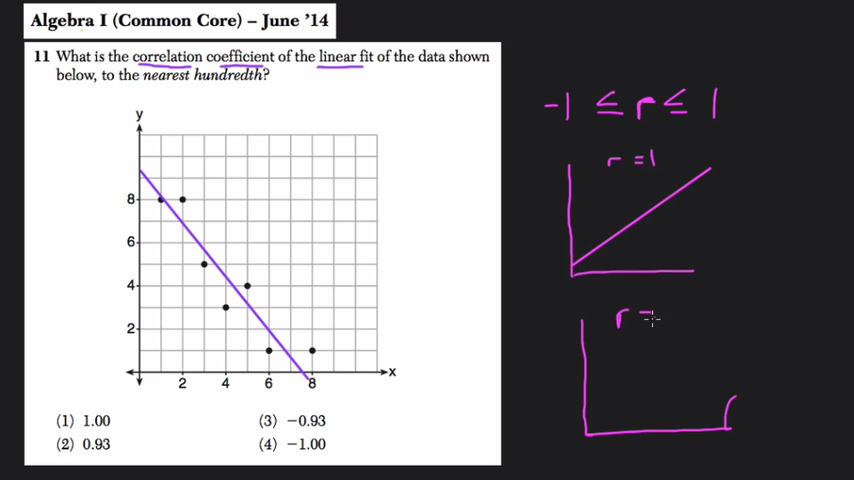 Algebra I (Common Core) – June ’14
11 What is the correlation coefficient of the linear fit of the data shown
below, to the nearest hundredth?
y
8
6
4
2
2 4 6 8 x
(1) 1.00 (3) −0.93
(2) 0.93 (4) −1.00
-1 ≤ r ≤ 1
r = 1
r =